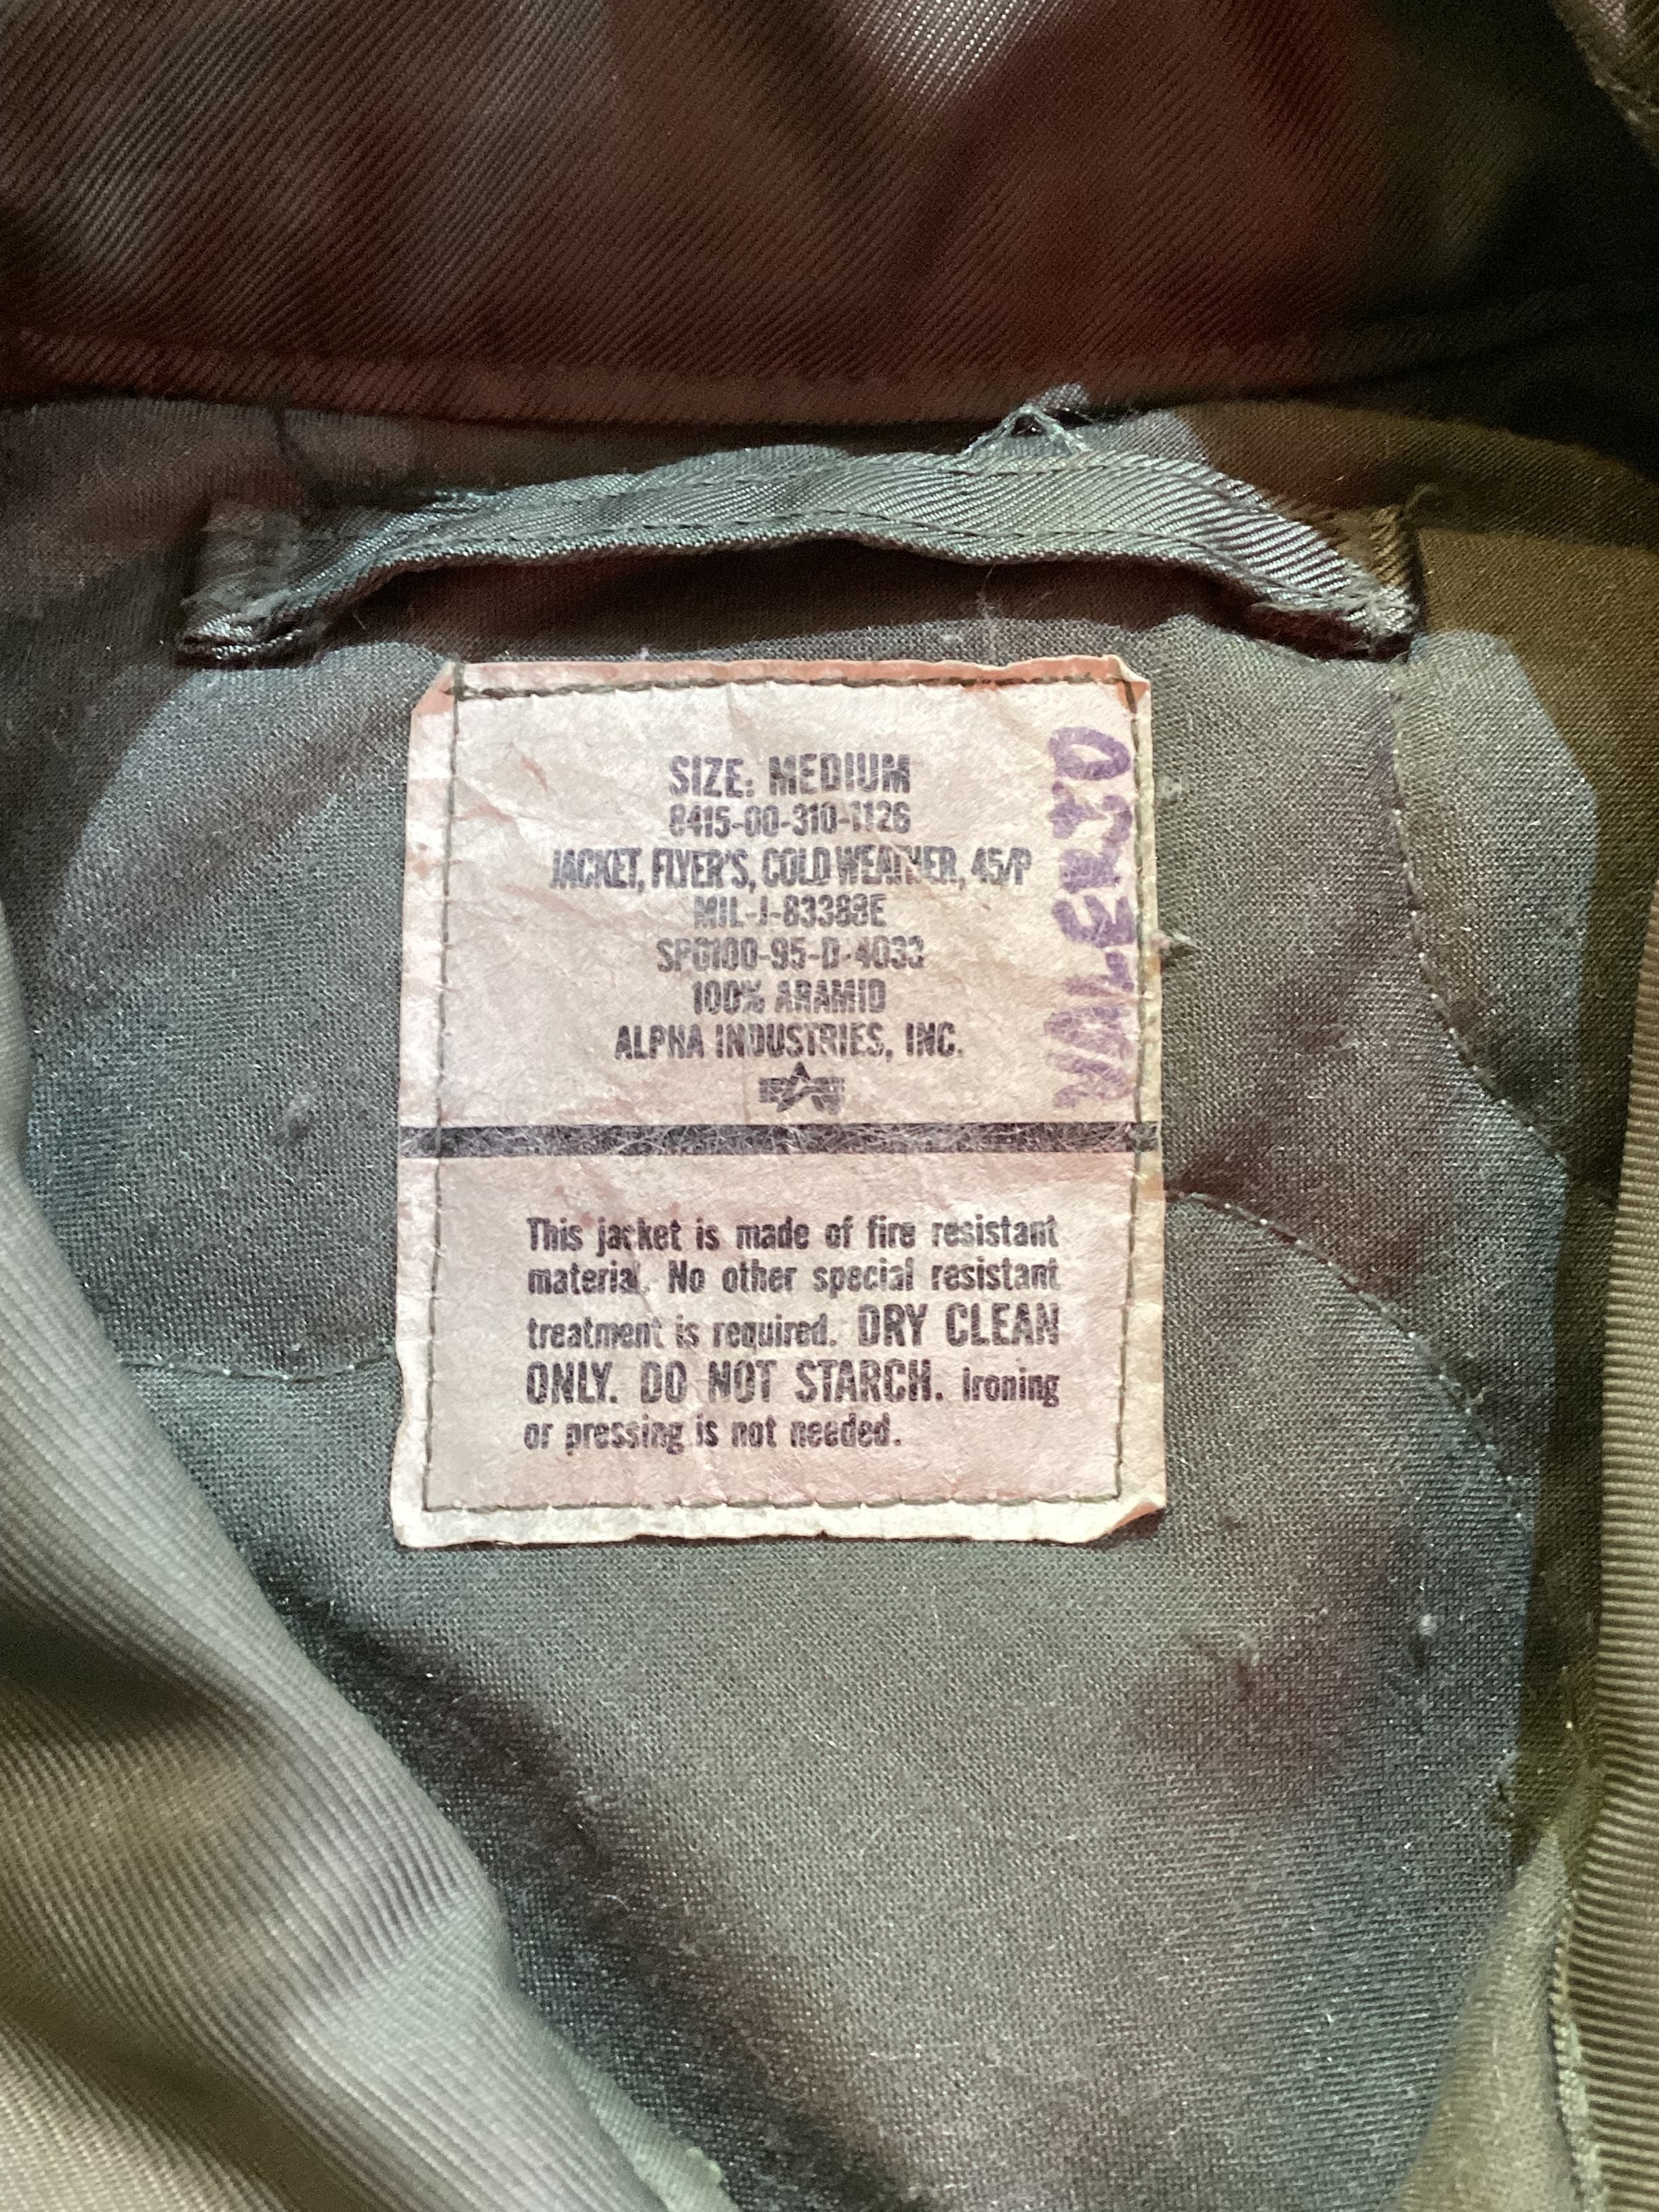 SIZE: MEDIUM
8415-00-310-1126
JACKET, FLYER'S, COLD WEATHER, 45/P
MIL-J-83388E
SP0100-95-D-4033
100% ARAMID
ALPHA INDUSTRIES, INC.
VALERIO
This jacket is made of fire resistant
material. No other special resistant
treatment is required. DRY CLEAN
ONLY. DO NOT STARCH. Ironing
or pressing is not needed.